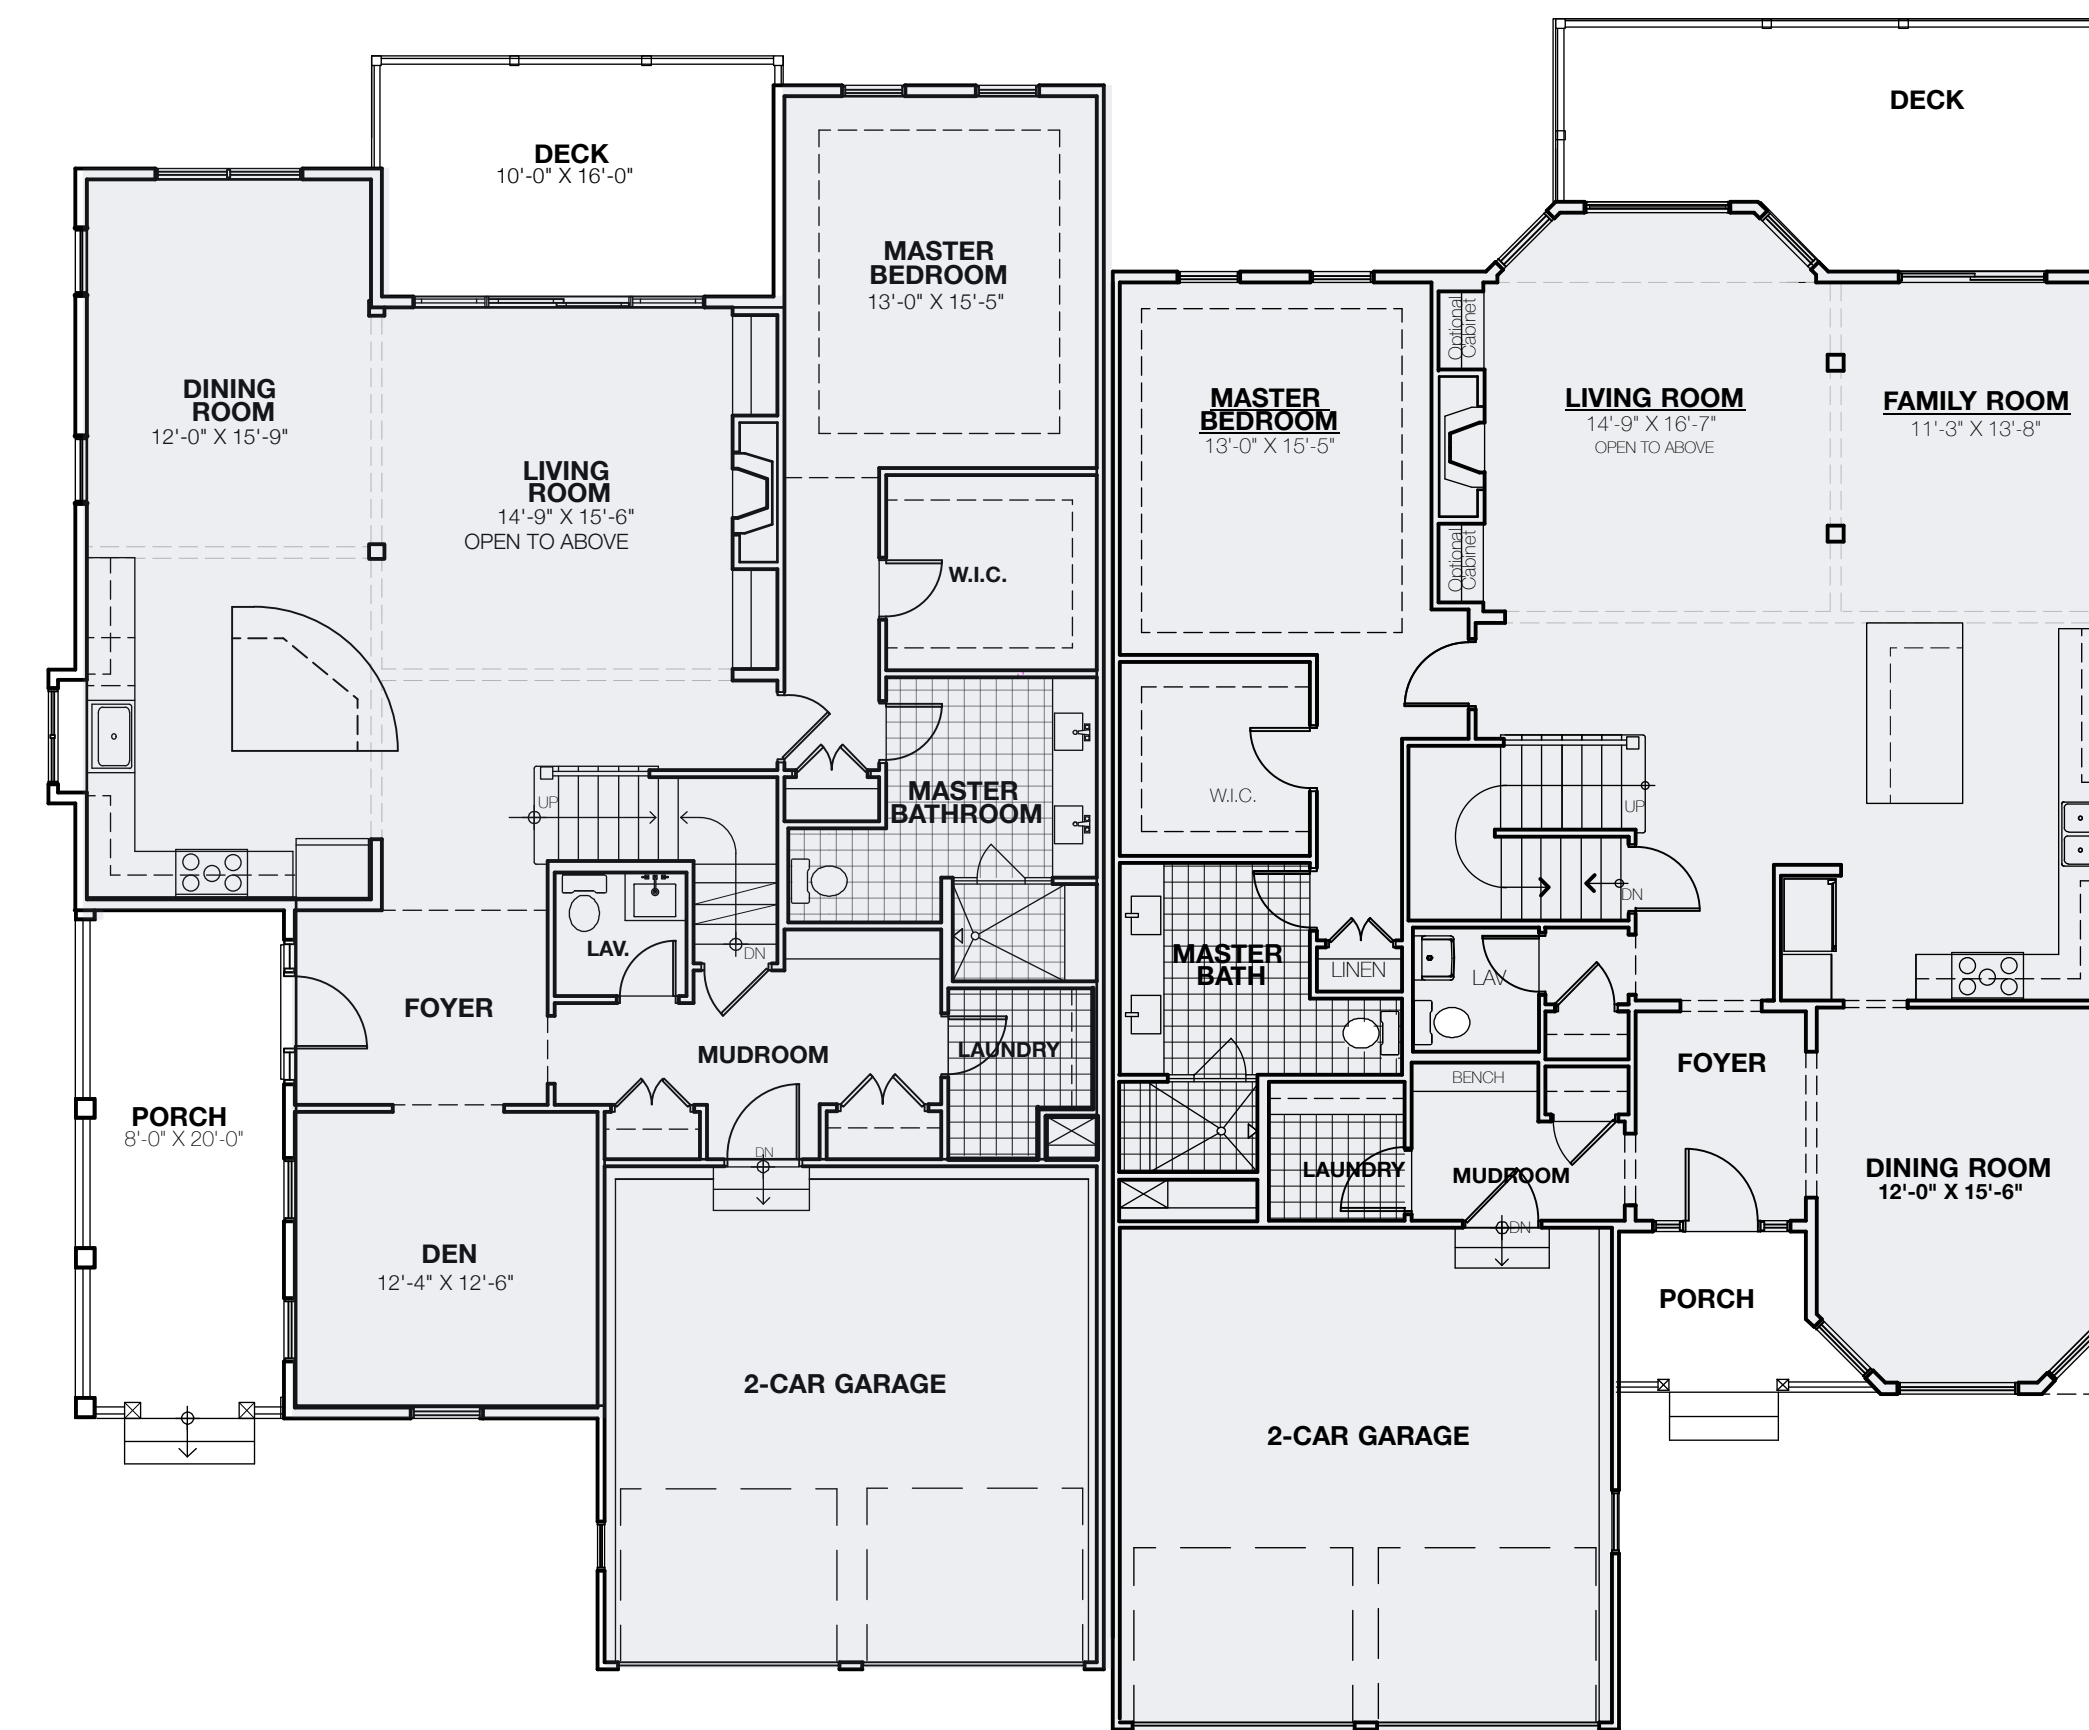 DECK
10'-0" X 16'-0"
MASTER
BEDROOM
13'-0" X 15'-5"
DINING
ROOM
12'-0" X 15'-9"
LIVING
ROOM
14'-9" X 15'-6"
OPEN TO ABOVE
W.I.C.
MASTER
BATHROOM
UP
DN
LAV.
FOYER
MUDROOM
LAUNDRY
PORCH
8'-0" X 20'-0"
DN
DEN
12'-4" X 12'-6"
2-CAR GARAGE
DECK
Optional
Cabinet
MASTER
BEDROOM
13'-0" X 15'-5"
LIVING ROOM
14'-9" X 16'-7"
OPEN TO ABOVE
FAMILY ROOM
11'-3" X 13'-8"
Optional
Cabinet
W.I.C.
UP
DN
MASTER
BATH
LINEN
LAV.
FOYER
BENCH
LAUNDRY
MUDROOM
DINING ROOM
12'-0" X 15'-6"
DN
PORCH
2-CAR GARAGE